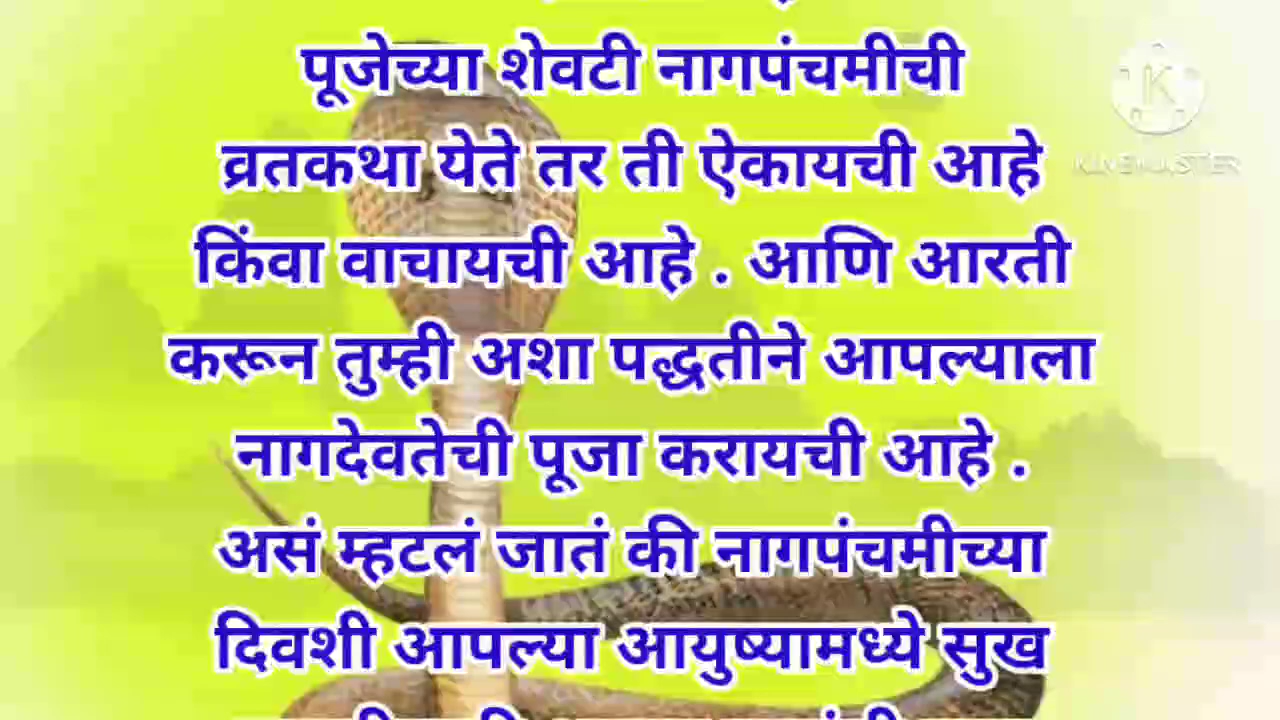 पूजेच्या शेवटी नागपंचमीची
व्रतकथा येते तर ती ऐकायची आहे
किंवा वाचायची आहे . आणि आरती
करून तुम्ही अशा पद्धतीने आपल्याला
नागदेवतेची पूजा करायची आहे .
असं म्हटलं जातं की नागपंचमीच्या
दिवशी आपल्या आयुष्यामध्ये सुख
K
KINEMASTER